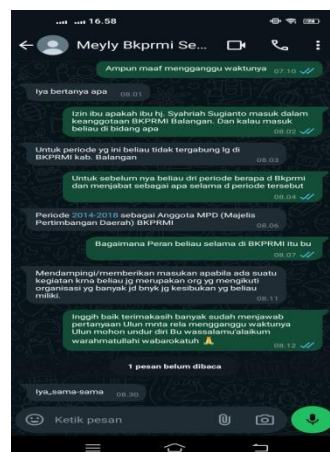 16.58
Meyly Bkprmi Se...
Ampun maaf mengganggu waktunya 07.16
Iya bertanya apa 08.01
Izin ibu apakah ibu hj. Syahriah Sugianto masuk dalam
keanggotaan BKPRMI Balangan. Dan kalau masuk
beliau di bidang apa
08.02
Untuk periode yg ini beliau tidak tergabung lg di
BKPRMI kab. Balangan
08.03
Untuk sebelum nya beliau dri periode berapa d Bkprmi
dan menjabat sebagai apa selama d periode tersebut
08.04
Periode 2014-2018 sebagai Anggota MPD (Majelis
Pertimbangan Daerah) BKPRMI
08.06
Bagaimana Peran beliau selama di BKPRMI itu bu
08.07
Mendampingi/memberikan masukan apabila ada suatu
kegiatan krna beliau jg merupakan org yg mengikuti
organisasi yg banyak jd bnyk jg kesibukan yg beliau
miliki.
08.11
Inggih baik terimakasih banyak sudah menjawab
pertanyaan Ulun mnta rela mengganggu waktunya
Ulun mohon undur diri Bu wassalamu'alaikum
warahmatullahi wabarokatuh 🙏
08.12
1 pesan belum dibaca
Iya,,sama-sama 08.30
Ketik pesan